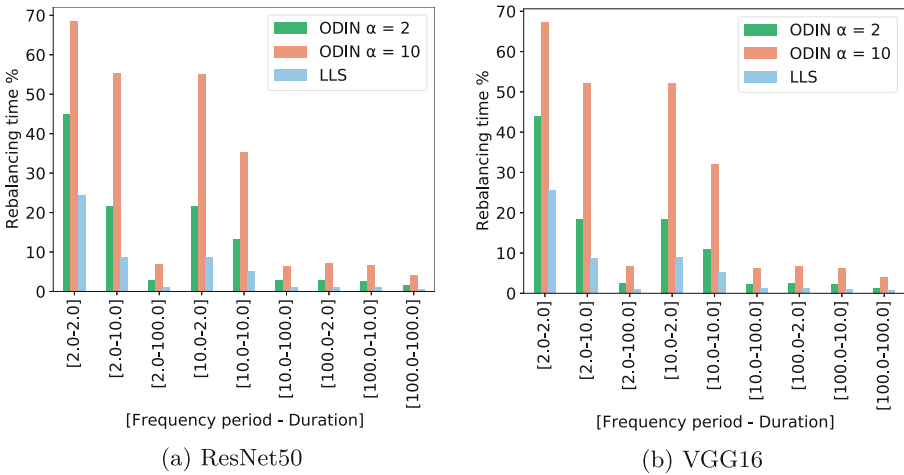 70
60
50
40
30
20
10
0
Rebalancing time %
ODIN α = 2
ODIN α = 10
LLS
[2.0-2.0]
[2.0-10.0]
[2.0-100.0]
[10.0-2.0]
[10.0-10.0]
[10.0-100.0]
[100.0-2.0]
[100.0-10.0]
[100.0-100.0]
[Frequency period - Duration]
(a) ResNet50
70
60
50
40
30
20
10
0
Rebalancing time %
ODIN α = 2
ODIN α = 10
LLS
[2.0-2.0]
[2.0-10.0]
[2.0-100.0]
[10.0-2.0]
[10.0-10.0]
[10.0-100.0]
[100.0-2.0]
[100.0-10.0]
[100.0-100.0]
[Frequency period - Duration]
(b) VGG16